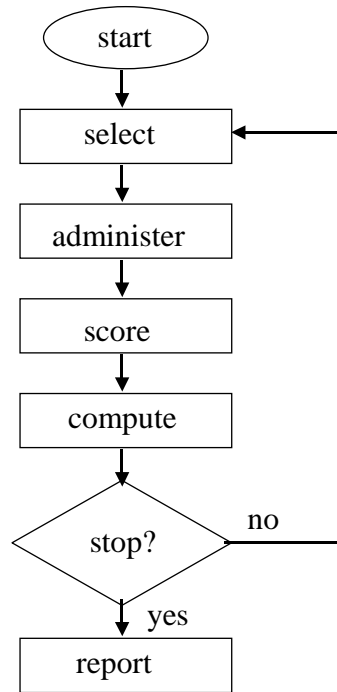 start
select
administer
score
compute
stop?
no
yes
report